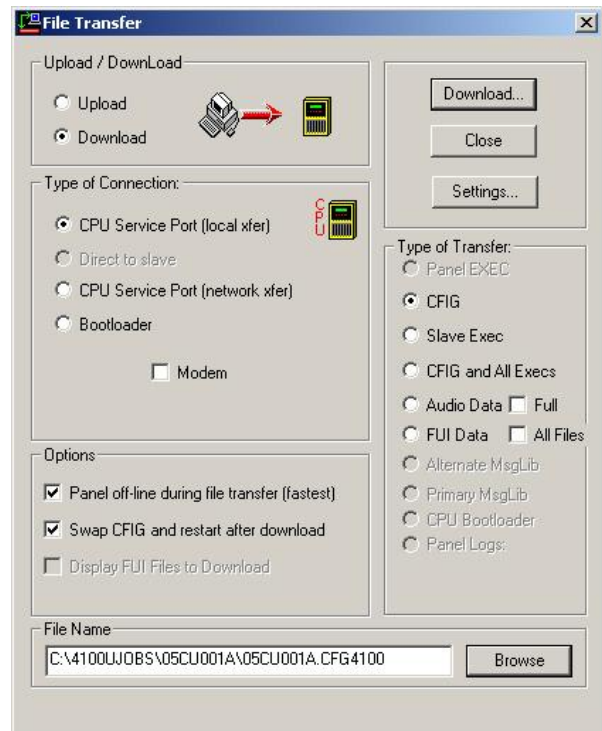 File Transfer
Upload / DownLoad
Upload
Download
Download...
Close
Settings...
Type of Connection:
CPU
CPU Service Port (local xfer)
Direct to slave
CPU Service Port (network xfer)
Bootloader
Modem
Type of Transfer:
Panel EXEC
CFIG
Slave Exec
CFIG and All Execs
Audio Data Full
FUI Data All Files
Alternate MsgLib
Primary MsgLib
CPU Bootloader
Panel Logs:
Options
Panel off-line during file transfer (fastest)
Swap CFIG and restart after download
Display FUI Files to Download
File Name
C:\4100UJOBS\05CU001A\05CU001A.CFG4100
Browse